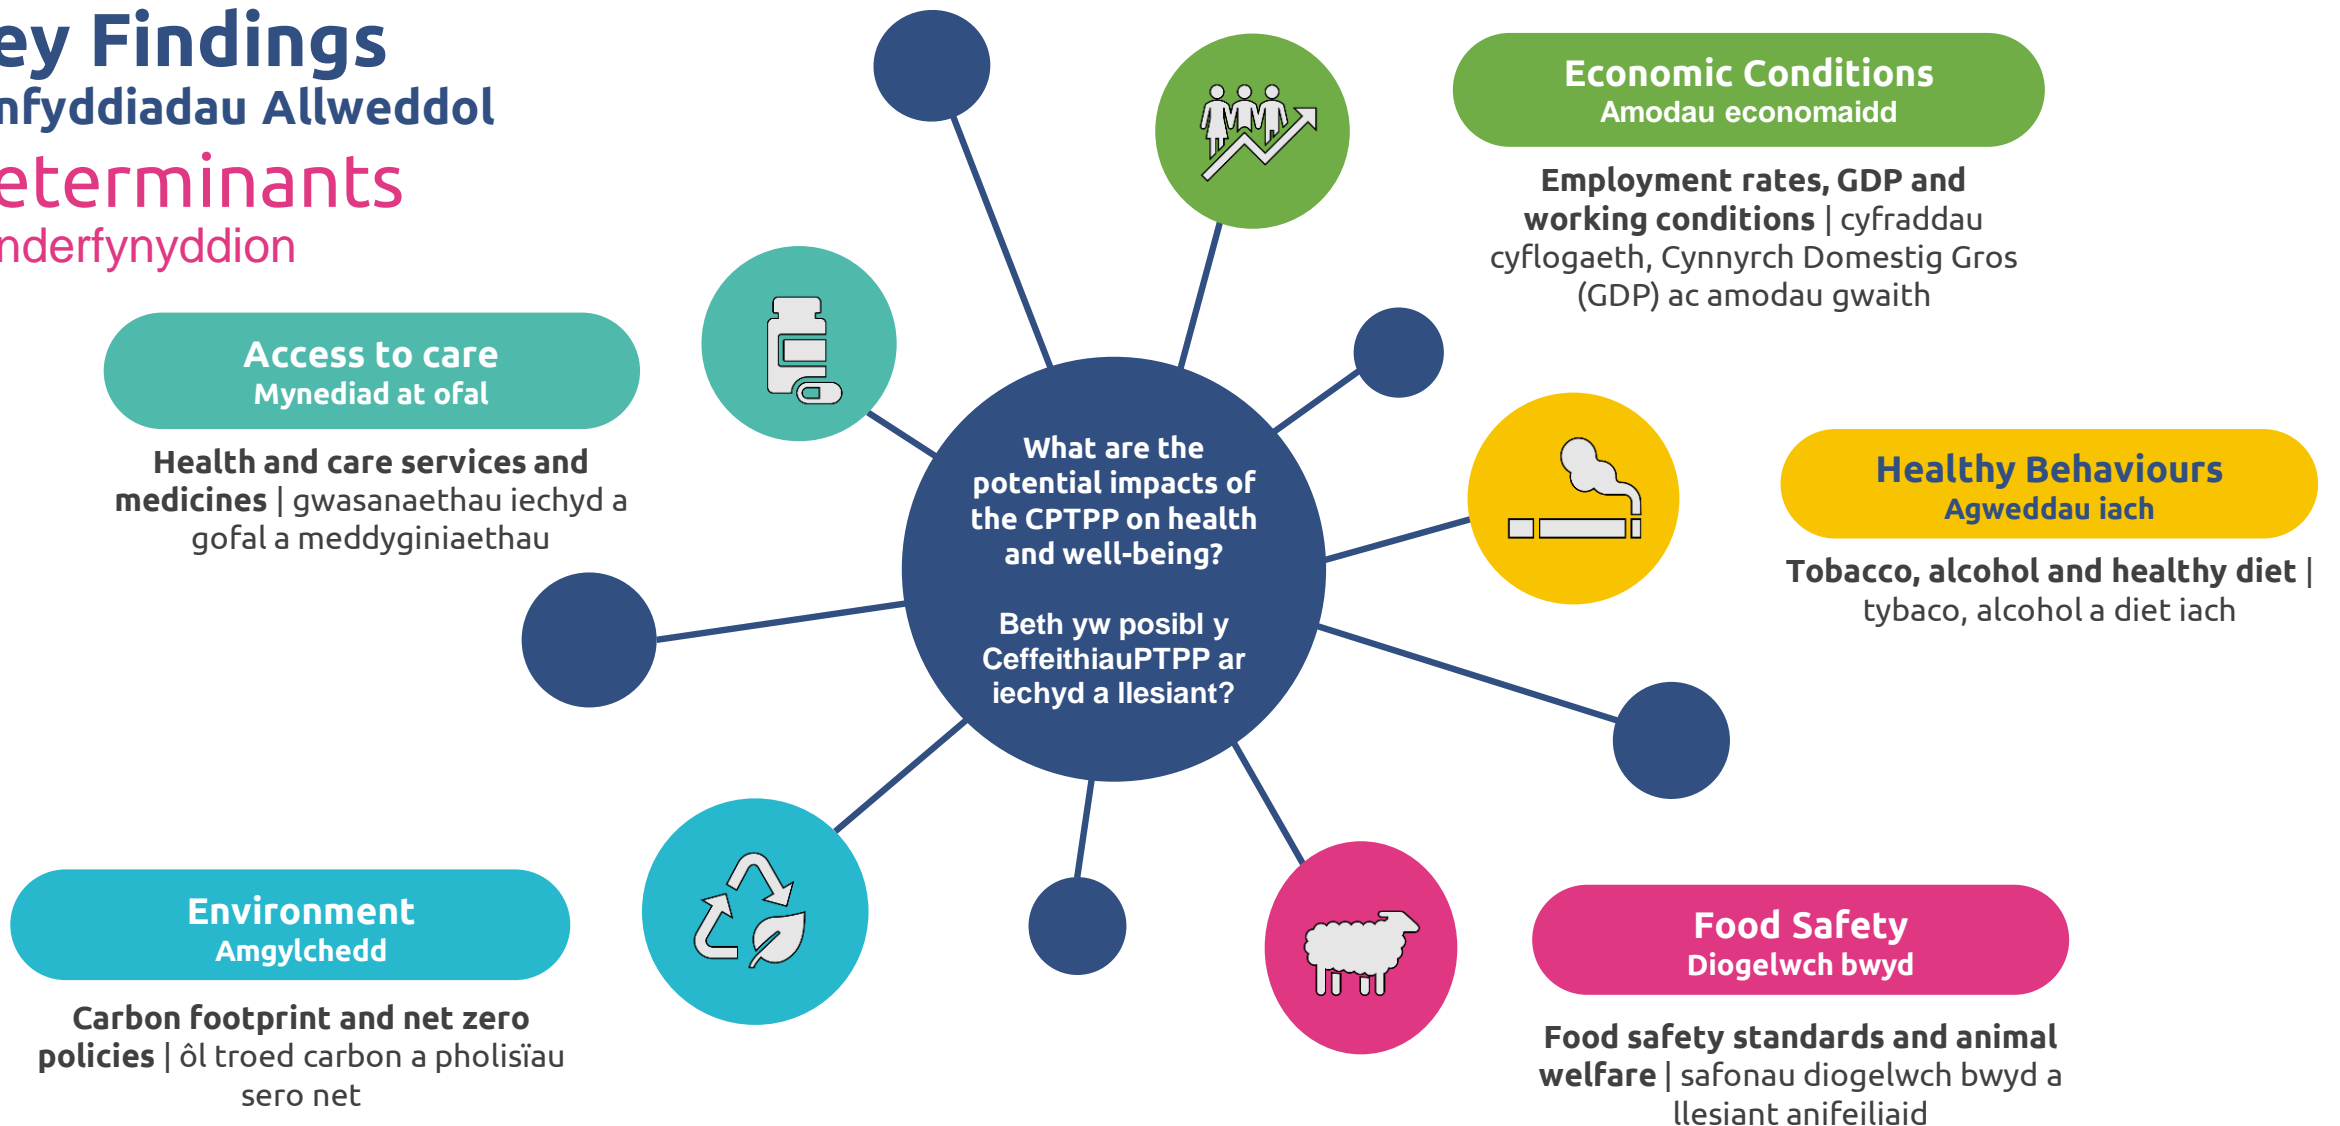 ey Findings
nfyddiadau Allweddol
eterminants
nderfynyddion
Economic Conditions
Amodau economaidd
Employment rates, GDP and
working conditions | cyfraddau
cyflogaeth, Cynnyrch Domestig Gros
(GDP) ac amodau gwaith
Access to care
Mynediad at ofal
Health and care services and
medicines | gwasanaethau iechyd a
gofal a meddyginiaethau
What are the
potential impacts of
the CPTPP on health
and well-being?
Beth yw posibl y
CeffeithiauPTPP ar
iechyd a llesiant?
Healthy Behaviours
Agweddau iach
Tobacco, alcohol and healthy diet |
tybaco, alcohol a diet iach
Environment
Amgylchedd
Carbon footprint and net zero
policies | ôl troed carbon a pholisïau
sero net
Food Safety
Diogelwch bwyd
Food safety standards and animal
welfare | safonau diogelwch bwyd a
llesiant anifeiliaid